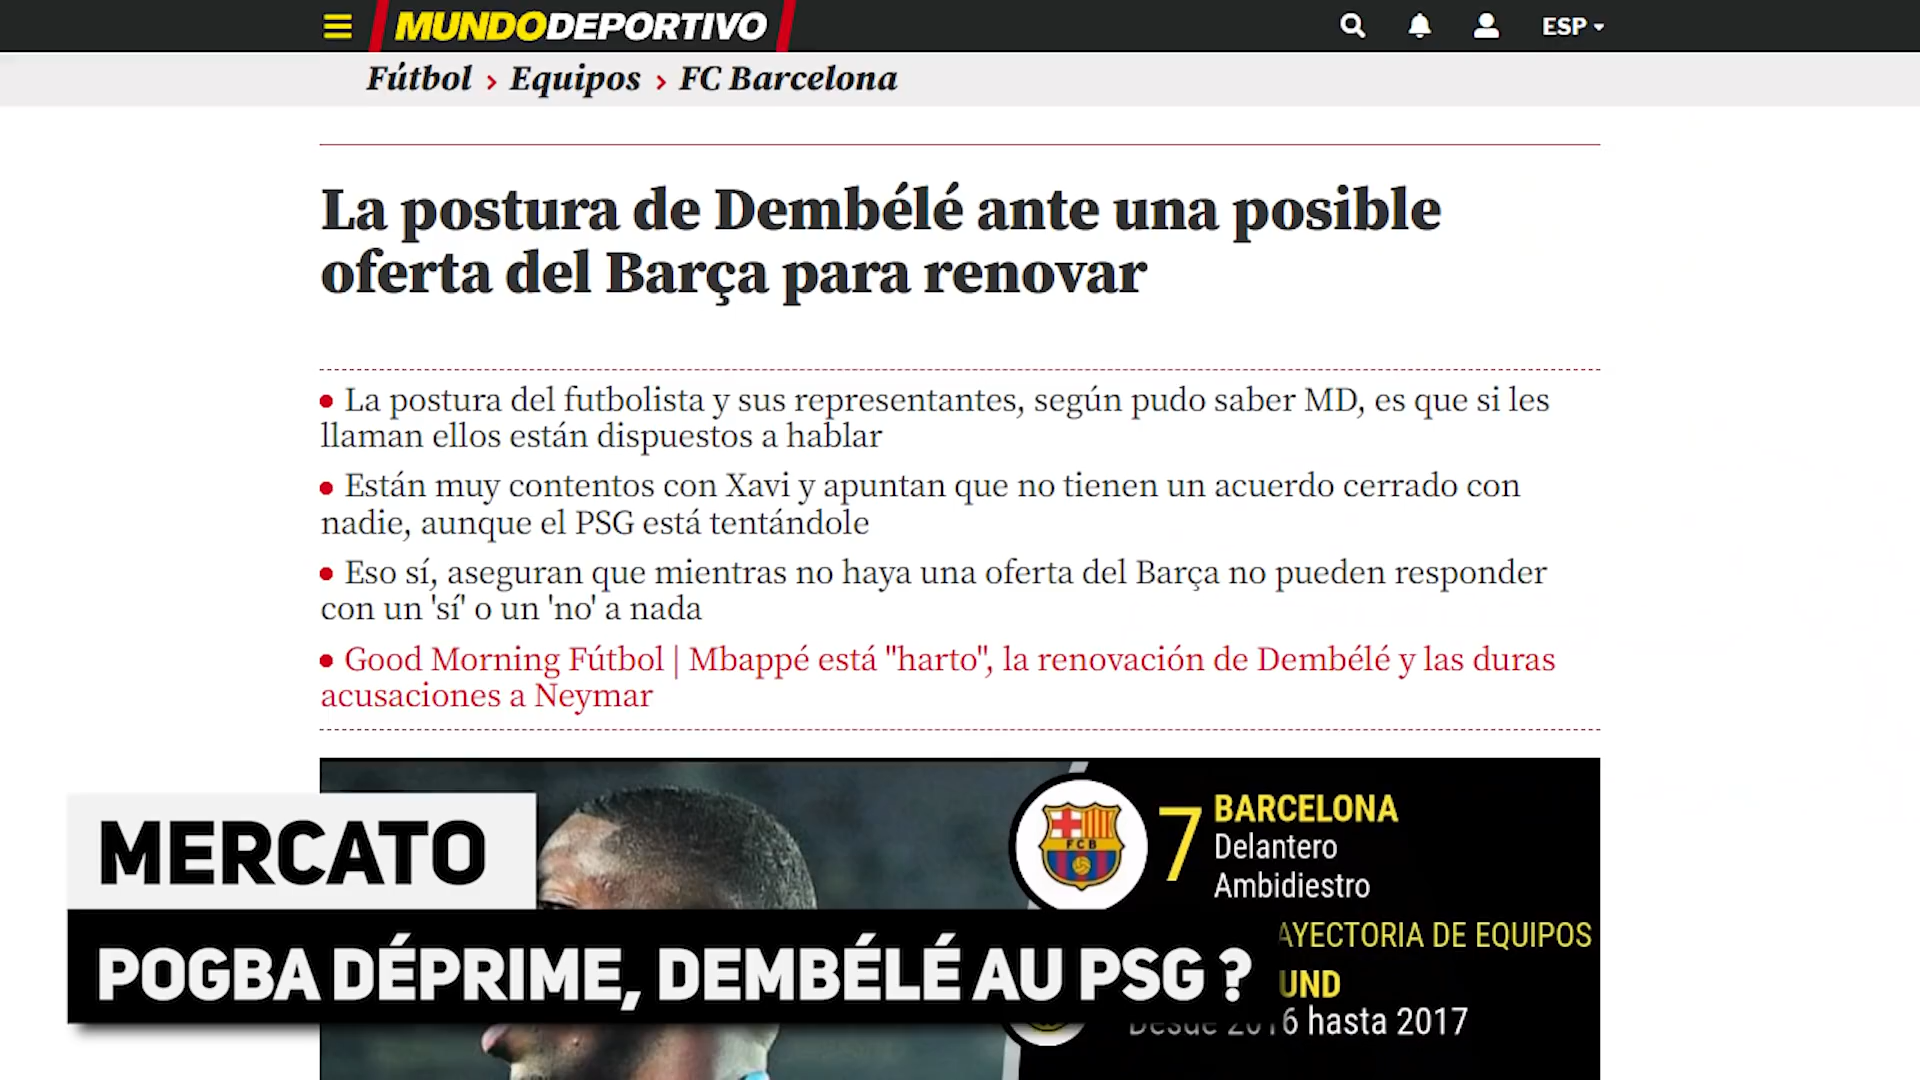 MUNDODEPORTIVO
ESP
Fútbol › Equipos › FC Barcelona
La postura de Dembélé ante una posible
oferta del Barça para renovar
• La postura del futbolista y sus representantes, según pudo saber MD, es que si les
llaman ellos están dispuestos a hablar
• Están muy contentos con Xavi y apuntan que no tienen un acuerdo cerrado con
nadie, aunque el PSG está tentándole
• Eso sí, aseguran que mientras no haya una oferta del Barça no pueden responder
con un 'sí' o un 'no' a nada
• Good Morning Fútbol | Mbappé está "harto", la renovación de Dembélé y las duras
acusaciones a Neymar
FCB
7 BARCELONA
Delantero
Ambidiestro
AYECTORIA DE EQUIPOS
UND
Desde 2016 hasta 2017
MERCATO
POGBA DÉPRIME, DEMBÉLÉ AU PSG ?